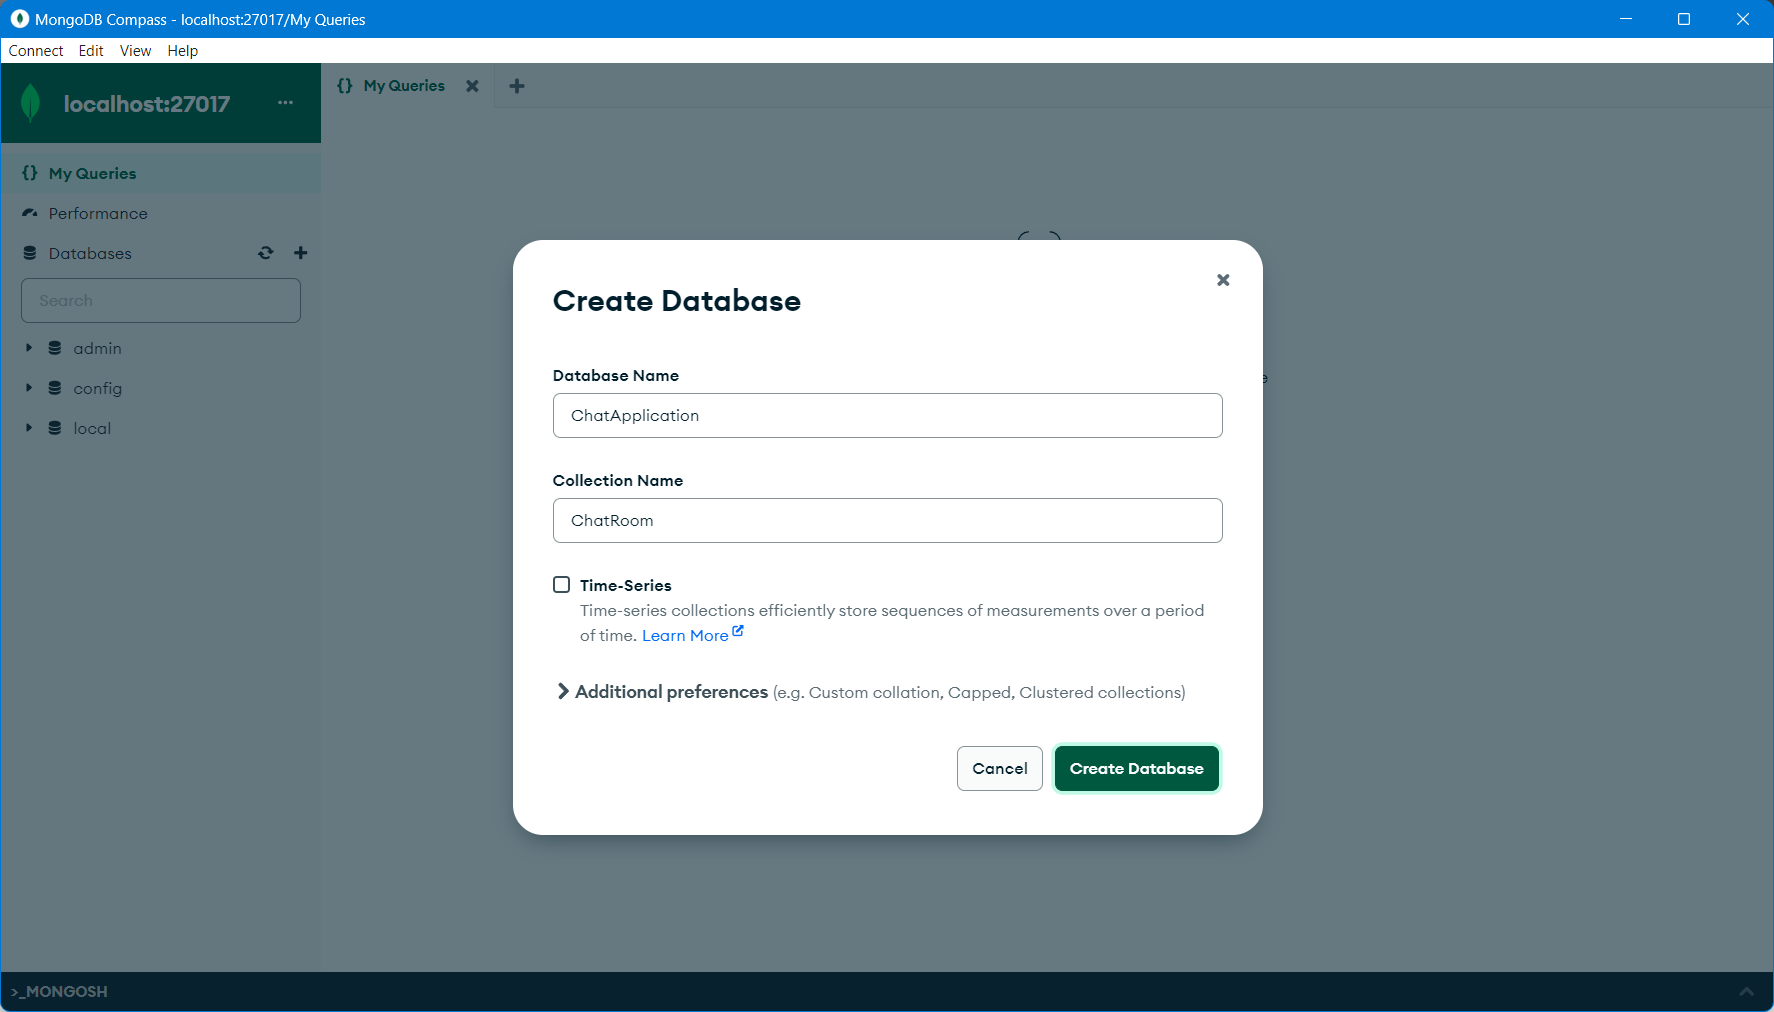 MongoDB Compass - localhost:27017/My Queries
Connect Edit View Help
localhost:27017 ...
{} My Queries
{} My Queries
Performance
Databases
Search
admin
config
local
Create Database
Database Name
ChatApplication
Collection Name
ChatRoom
Time-Series
Time-series collections efficiently store sequences of measurements over a period
of time. Learn More
Additional preferences (e.g. Custom collation, Capped, Clustered collections)
Cancel Create Database
e
>_MONGOSH